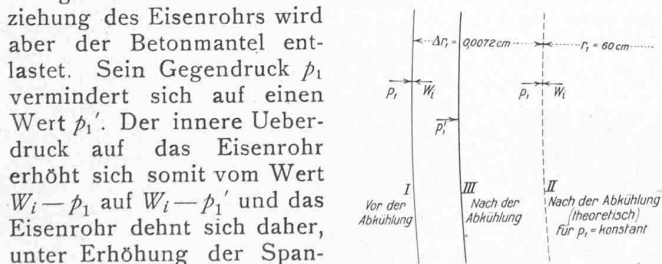 ziehung des Eisenrohrs wird
aber der Betonmantel ent-
lastet. Sein Gegendruck p₁
vermindert sich auf einen
Wert p₁′. Der innere Ueber-
druck auf das Eisenrohr
erhöht sich somit vom Wert
Wᵢ — p₁ auf Wᵢ — p₁′ und das
Eisenrohr dehnt sich daher,
unter Erhöhung der Span-
Δr₁ = 0,0072 cm
r₁ = 60 cm
p₁ Wᵢ
p₁ Wᵢ
p₁′
I
Vor der
Abkühlung
III
Nach der
Abkühlung
II
Nach der Abkühlung
(theoretisch)
für p₁ = konstant